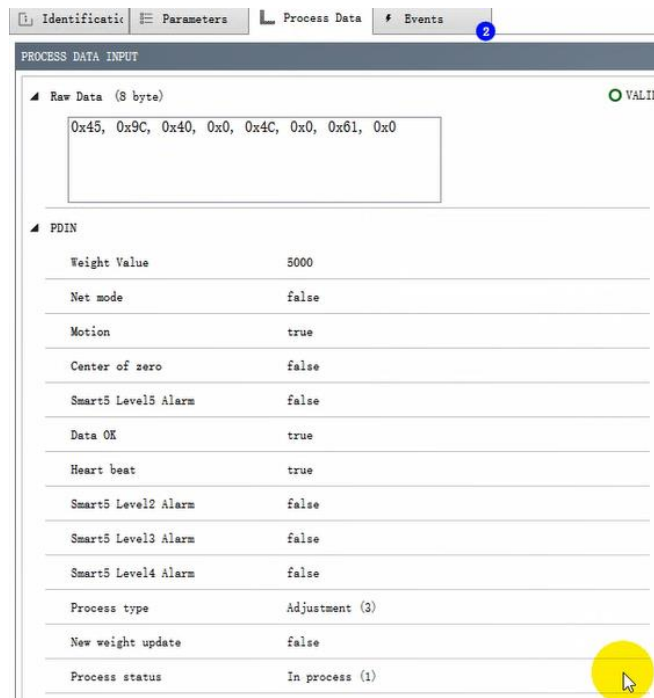 Identificatic Parameters Process Data Events
2
PROCESS DATA INPUT
Raw Data (8 byte) VALI
0x45, 0x9C, 0x40, 0x0, 0x4C, 0x0, 0x61, 0x0
PDIN
Weight Value 5000
Net mode false
Motion true
Center of zero false
Smart5 Level5 Alarm false
Data OK true
Heart beat true
Smart5 Level2 Alarm false
Smart5 Level3 Alarm false
Smart5 Level4 Alarm false
Process type Adjustment (3)
New weight update false
Process status In process (1)